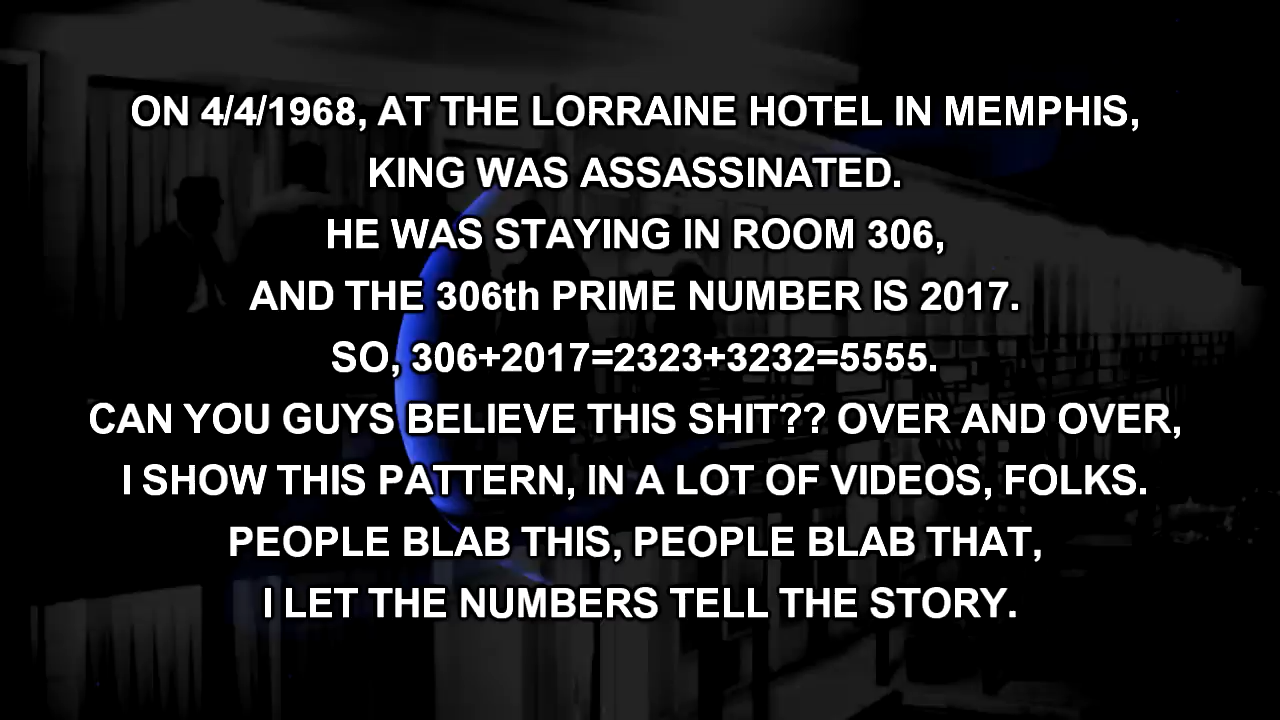 ON 4/4/1968, AT THE LORRAINE HOTEL IN MEMPHIS,
KING WAS ASSASSINATED.
HE WAS STAYING IN ROOM 306,
AND THE 306th PRIME NUMBER IS 2017.
SO, 306+2017=2323+3232=5555.
CAN YOU GUYS BELIEVE THIS SHIT?? OVER AND OVER,
I SHOW THIS PATTERN, IN A LOT OF VIDEOS, FOLKS.
PEOPLE BLAB THIS, PEOPLE BLAB THAT,
I LET THE NUMBERS TELL THE STORY.